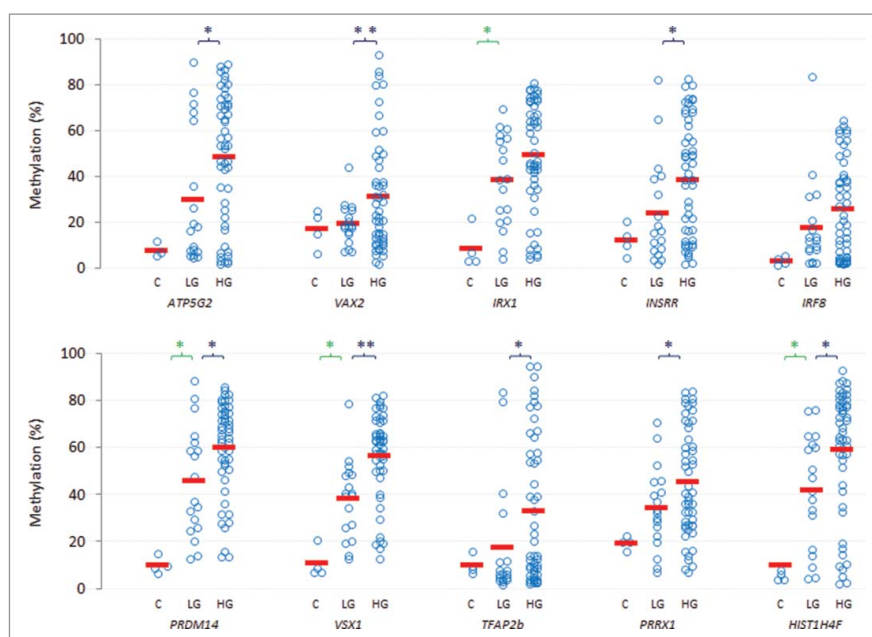 * ** * *
100
80
60
40
20
0
Methylation (%)
C LG HG C LG HG C LG HG C LG HG C LG HG
ATP5G2 VAX2 IRX1 INSRR IRF8
* * * ** * * * *
100
80
60
40
20
0
Methylation (%)
C LG HG C LG HG C LG HG C LG HG C LG HG
PRDM14 VSX1 TFAP2b PRRX1 HIST1H4F